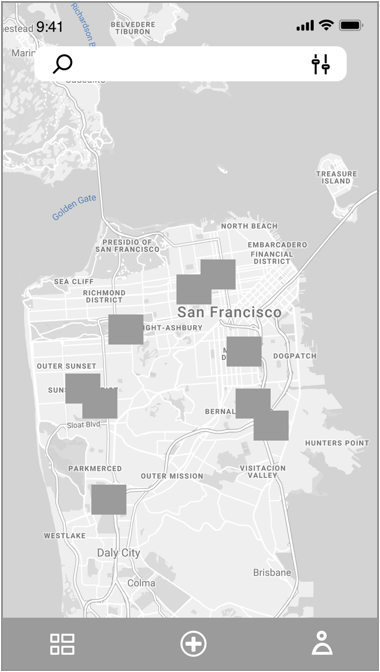 9:41
BELVEDERE
TIBURON
Golden Gate
TREASURE
ISLAND
PRESIDIO OF
SAN FRANCISCO
NORTH BEACH
EMBARCADERO
FINANCIAL
DISTRICT
SEA CLIFF
RICHMOND
DISTRICT
San Francisco
IGHT-ASHBURY
OUTER SUNSET
DOGPATCH
SUN
Sloat Blvd
BERNAL
HUNTERS POINT
PARKMERCED
OUTER MISSION
VISITACION
VALLEY
WESTLAKE
Daly City
Brisbane
Colma